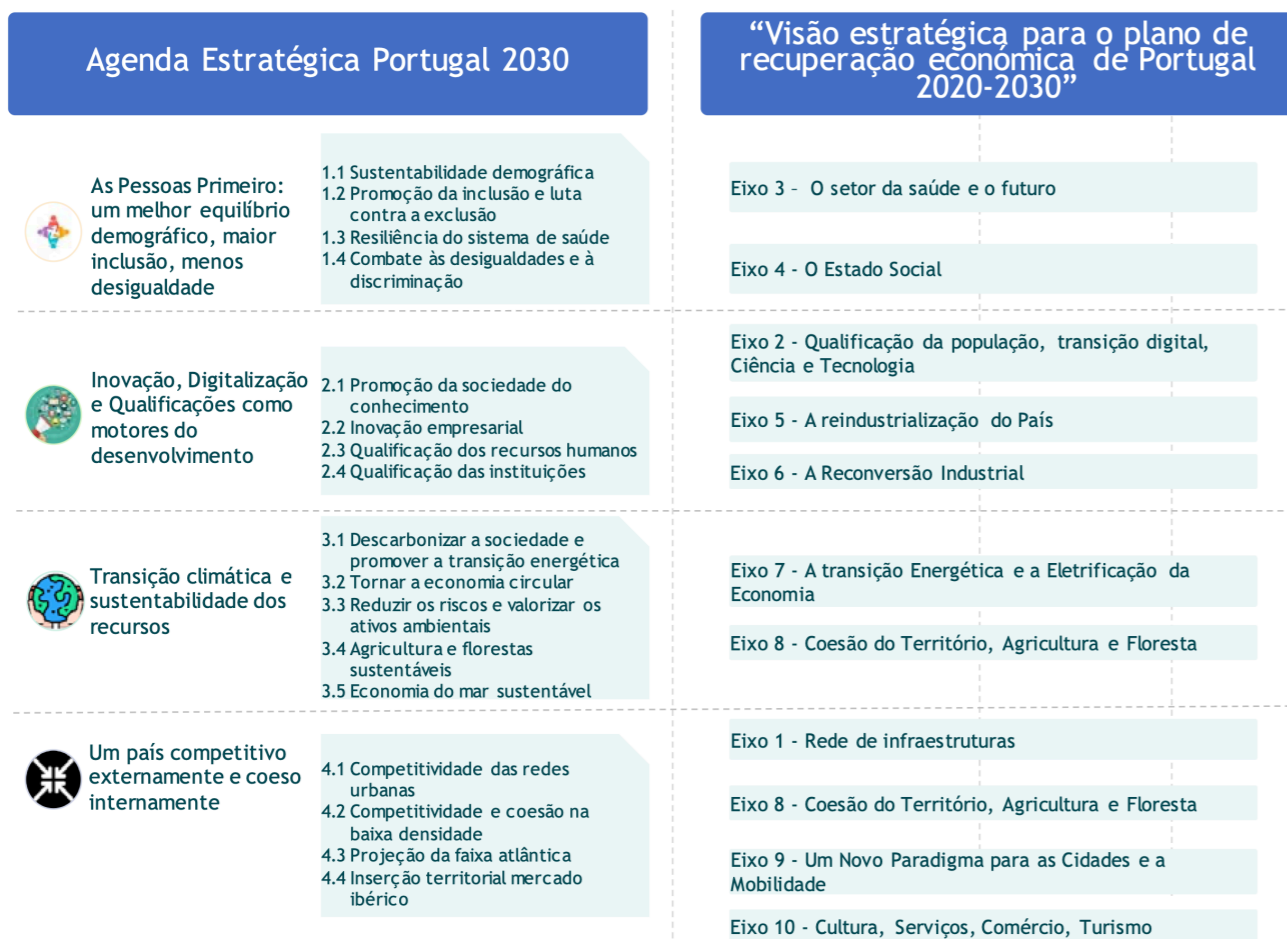 Agenda Estratégica Portugal 2030
“Visão estratégica para o plano de
recuperação económica de Portugal
2020-2030”
As Pessoas Primeiro:
um melhor equilíbrio
demográfico, maior
inclusão, menos
desigualdade
1.1 Sustentabilidade demográfica
1.2 Promoção da inclusão e luta
contra a exclusão
1.3 Resiliência do sistema de saúde
1.4 Combate às desigualdades e à
discriminação
Eixo 3 – O setor da saúde e o futuro
Eixo 4 - O Estado Social
Inovação, Digitalização
e Qualificações como
motores do
desenvolvimento
2.1 Promoção da sociedade do
conhecimento
2.2 Inovação empresarial
2.3 Qualificação dos recursos humanos
2.4 Qualificação das instituições
Eixo 2 - Qualificação da população, transição digital,
Ciência e Tecnologia
Eixo 5 - A reindustrialização do País
Eixo 6 - A Reconversão Industrial
Transição climática e
sustentabilidade dos
recursos
3.1 Descarbonizar a sociedade e
promover a transição energética
3.2 Tornar a economia circular
3.3 Reduzir os riscos e valorizar os
ativos ambientais
3.4 Agricultura e florestas
sustentáveis
3.5 Economia do mar sustentável
Eixo 7 - A transição Energética e a Eletrificação da
Economia
Eixo 8 - Coesão do Território, Agricultura e Floresta
Um país competitivo
externamente e coeso
internamente
4.1 Competitividade das redes
urbanas
4.2 Competitividade e coesão na
baixa densidade
4.3 Projeção da faixa atlântica
4.4 Inserção territorial mercado
ibérico
Eixo 1 - Rede de infraestruturas
Eixo 8 - Coesão do Território, Agricultura e Floresta
Eixo 9 - Um Novo Paradigma para as Cidades e a
Mobilidade
Eixo 10 - Cultura, Serviços, Comércio, Turismo